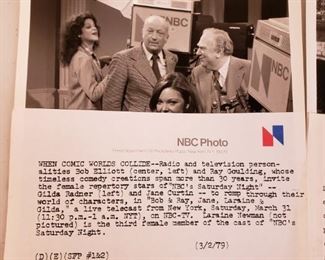 NBC
NBC Photo
WHEN COMIC WORLDS COLLIDE--Radio and television person-
alities Bob Elliott (center, left) and Ray Goulding, whose
timeless comedy creations span more than 30 years, invite
the female repertory stars of "NBC's Saturday Night" --
Gilda Radner (left) and Jane Curtin -- to romp through their
world of characters, in "Bob & Ray, Jane, Laraine &
Gilda," a live telecast from New York, Saturday, March 31
(11:30 p.m.-1 a.m. NYT), on NBC-TV. Laraine Newman (not
pictured) is the third female member of the cast of "NBC's
Saturday Night.
(3/2/79)
(D)(E)(SFP #1&2)